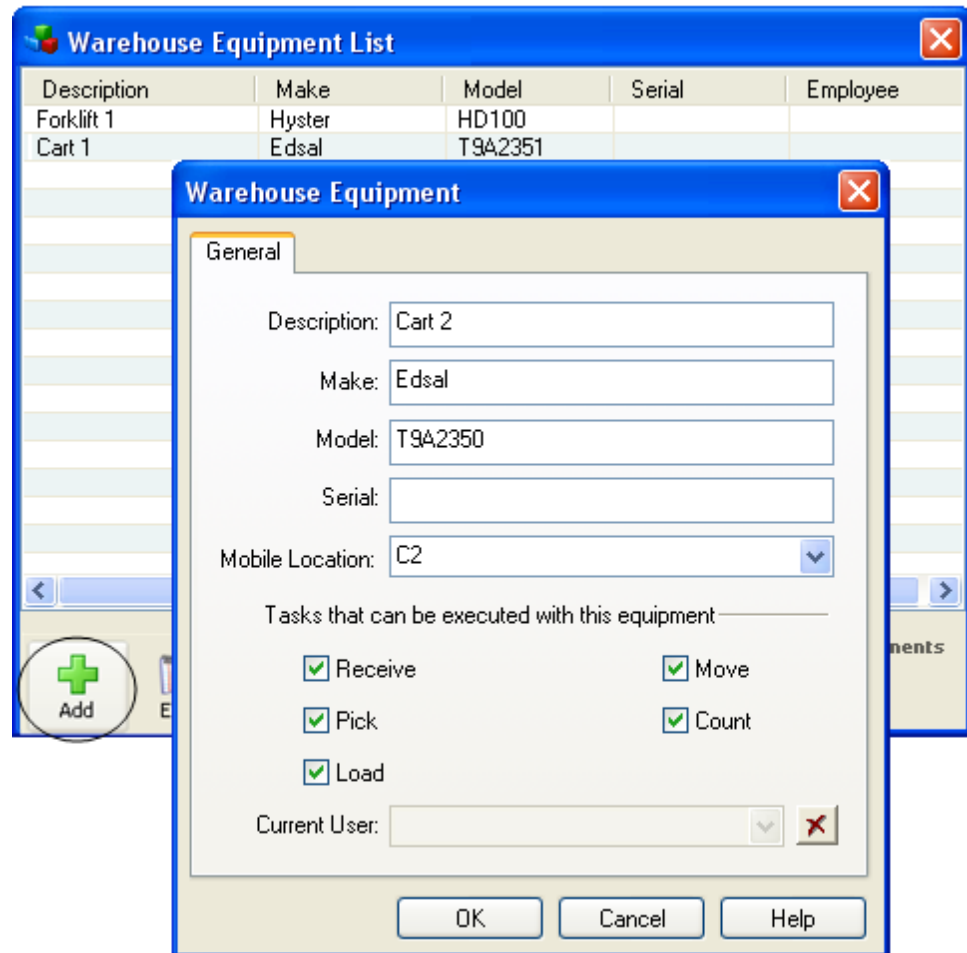 Warehouse Equipment List
Description Make Model Serial Employee
Forklift 1 Hyster HD100
Cart 1 Edsal T9A2351
Warehouse Equipment
General
Description: Cart 2
Make: Edsal
Model: T9A2350
Serial:
Mobile Location: C2
Tasks that can be executed with this equipment
Receive Move
Pick Count
Load
Current User:
OK Cancel Help
Add